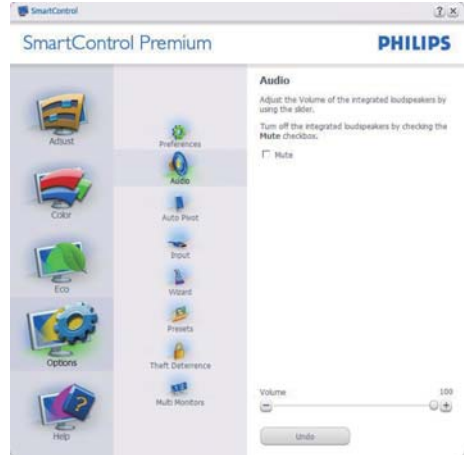 SmartControl
SmartControl Premium
PHILIPS
Adjust
Color
Eco
Options
Help
Preferences
Audio
Auto Pivot
Input
Wizard
Presets
Theft Deterrence
Multi Monitors
Audio
Adjust the Volume of the integrated loudspeakers by
using the slider.
Turn off the integrated loudspeakers by checking the
Mute checkbox.
Mute
Volume 100
Undo